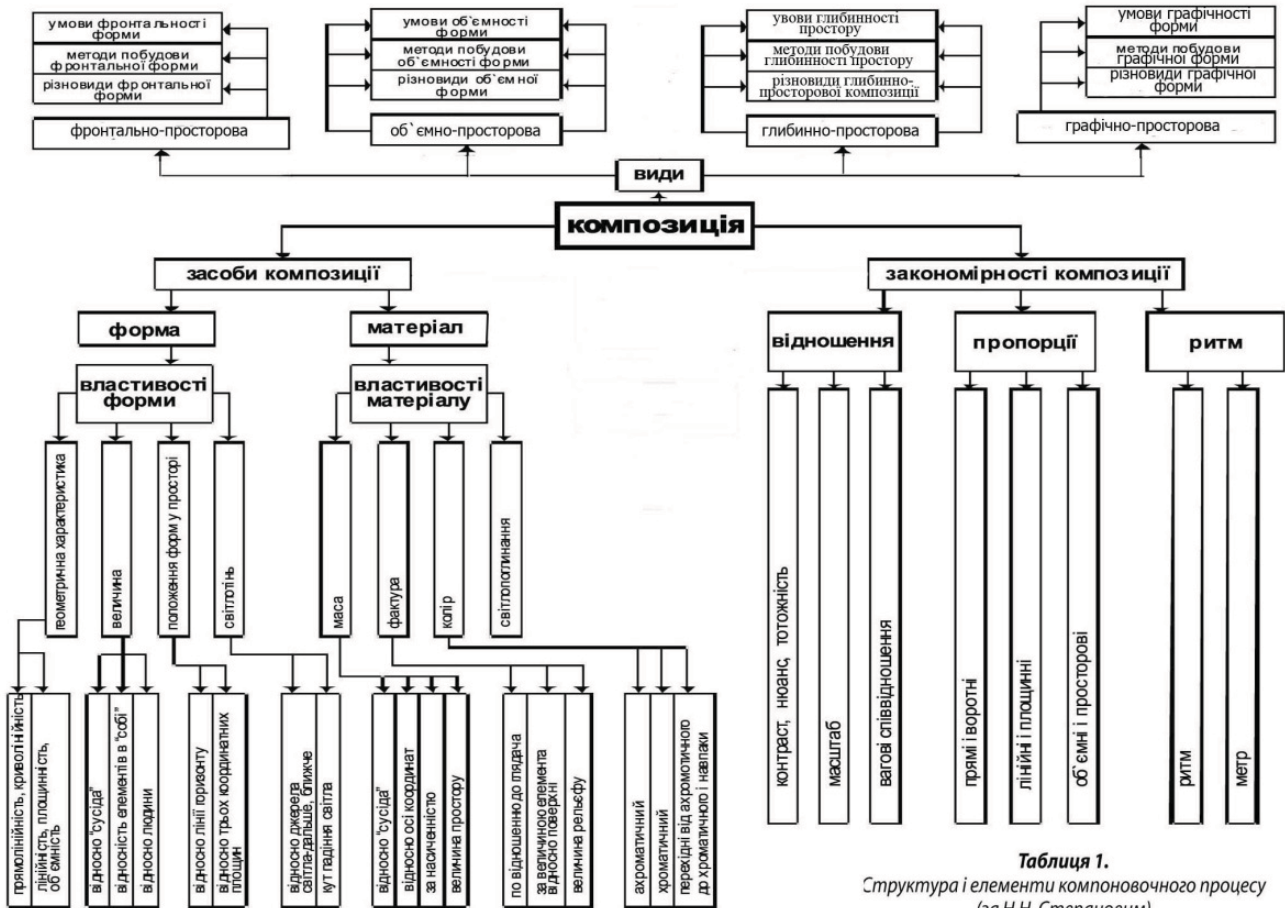 умови фронтальності
форми
методи побудови
фронтальної форми
різновиди фронтальної
форми
фронтально-просторова
умови об`ємності
форми
методи побудови
об`ємності форми
різновиди об`ємної
форми
об`ємно-просторова
увови глибинності
простору
методи побудови
глибинності простору
різновиди глибинно-
просторової композиції
глибинно-просторова
умови графічності
форми
методи побудови
графічної форми
різновиди графічної
форми
графічно-просторова
види
композиція
засоби композиції
закономірності композиції
форма
матеріал
відношення
пропорції
ритм
властивості
форми
властивості
матеріалу
геометрична характеристика
величина
положення форм у просторі
світлотінь
маса
фактура
колір
світлопоглинання
прямолінійність, криволінійність
лінійність, площинність,
об`ємність
відносно "сусіда"
відносність елементів в "собі"
відносно людини
відносно лінії горизонту
відносно трьох координатних
площин
відносно джерела
світла-дальше, ближче
кут падіння світла
відносно "сусіда"
відносно осі координат
за насиченністю
величина простору
по відношенню до глядача
за величиною елемента
відносно поверхні
величина рельєфу
ахроматичний
хроматичний
перехідні від ахромотичного
до хроматичного і навпаки
контраст, нюанс, тотожність
масштаб
вагові співвідношення
прямі і воротні
лінійні і площинні
об`ємні і просторові
ритм
метр
Таблиця 1.
Структура і елементи компоновочного процесу
(за Н.Н. Степановим)